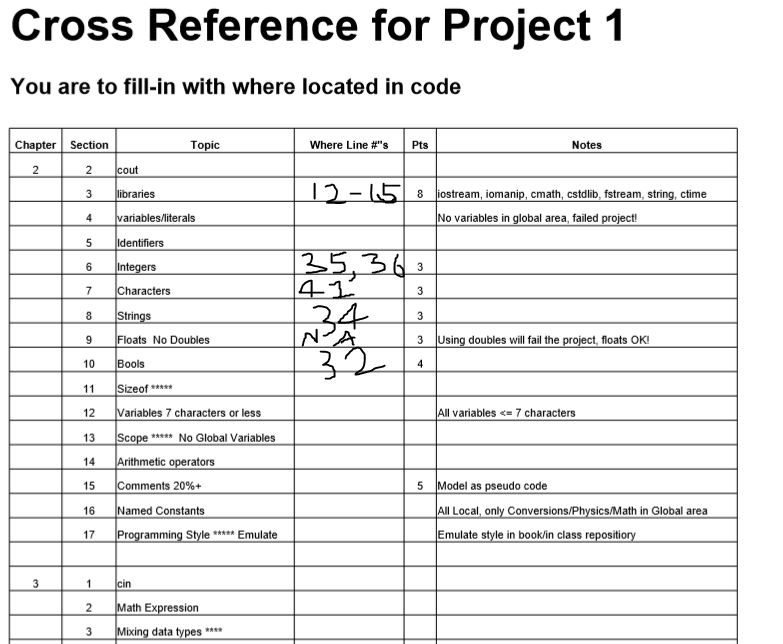 Cross Reference for Project 1
You are to fill-in with where located in code
Chapter Section Topic Where Line #"s Pts Notes
2 2 cout
3 libraries 12-15 8 iostream, iomanip, cmath, cstdlib, fstream, string, ctime
4 variables/literals No variables in global area, failed project!
5 Identifiers
6 Integers 35, 36 3
7 Characters 41 3
8 Strings 34 3
9 Floats No Doubles N/A 3 Using doubles will fail the project, floats OK!
10 Bools 32 4
11 Sizeof *****
12 Variables 7 characters or less All variables <= 7 characters
13 Scope ***** No Global Variables
14 Arithmetic operators
15 Comments 20%+ 5 Model as pseudo code
16 Named Constants All Local, only Conversions/Physics/Math in Global area
17 Programming Style ***** Emulate Emulate style in book/in class repositiory
3 1 cin
2 Math Expression
3 Mixing data types ****